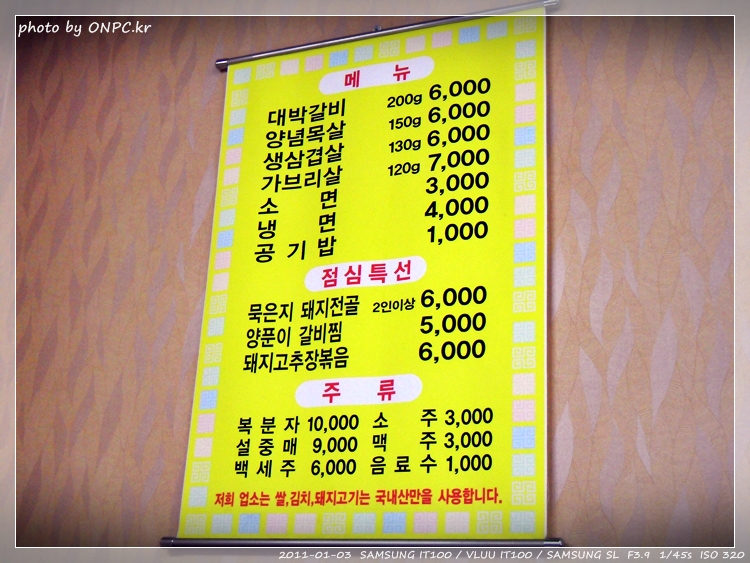 photo by ONPC.kr
메 뉴
대박갈비 200g 6,000
양념목살 150g 6,000
생삼겹살 130g 6,000
가브리살 120g 7,000
소 면 3,000
냉 면 4,000
공 기 밥 1,000
점심특선
묵은지 돼지전골 2인이상 6,000
양푼이 갈비찜 5,000
돼지고추장볶음 6,000
주 류
복 분 자 10,000 소 주 3,000
설 중 매 9,000 맥 주 3,000
백 세 주 6,000 음 료 수 1,000
저희 업소는 쌀,김치,돼지고기는 국내산만을 사용합니다.
2011-01-03 SAMSUNG IT100 / VLUU IT100 / SAMSUNG SL F3.9 1/45s ISO 320